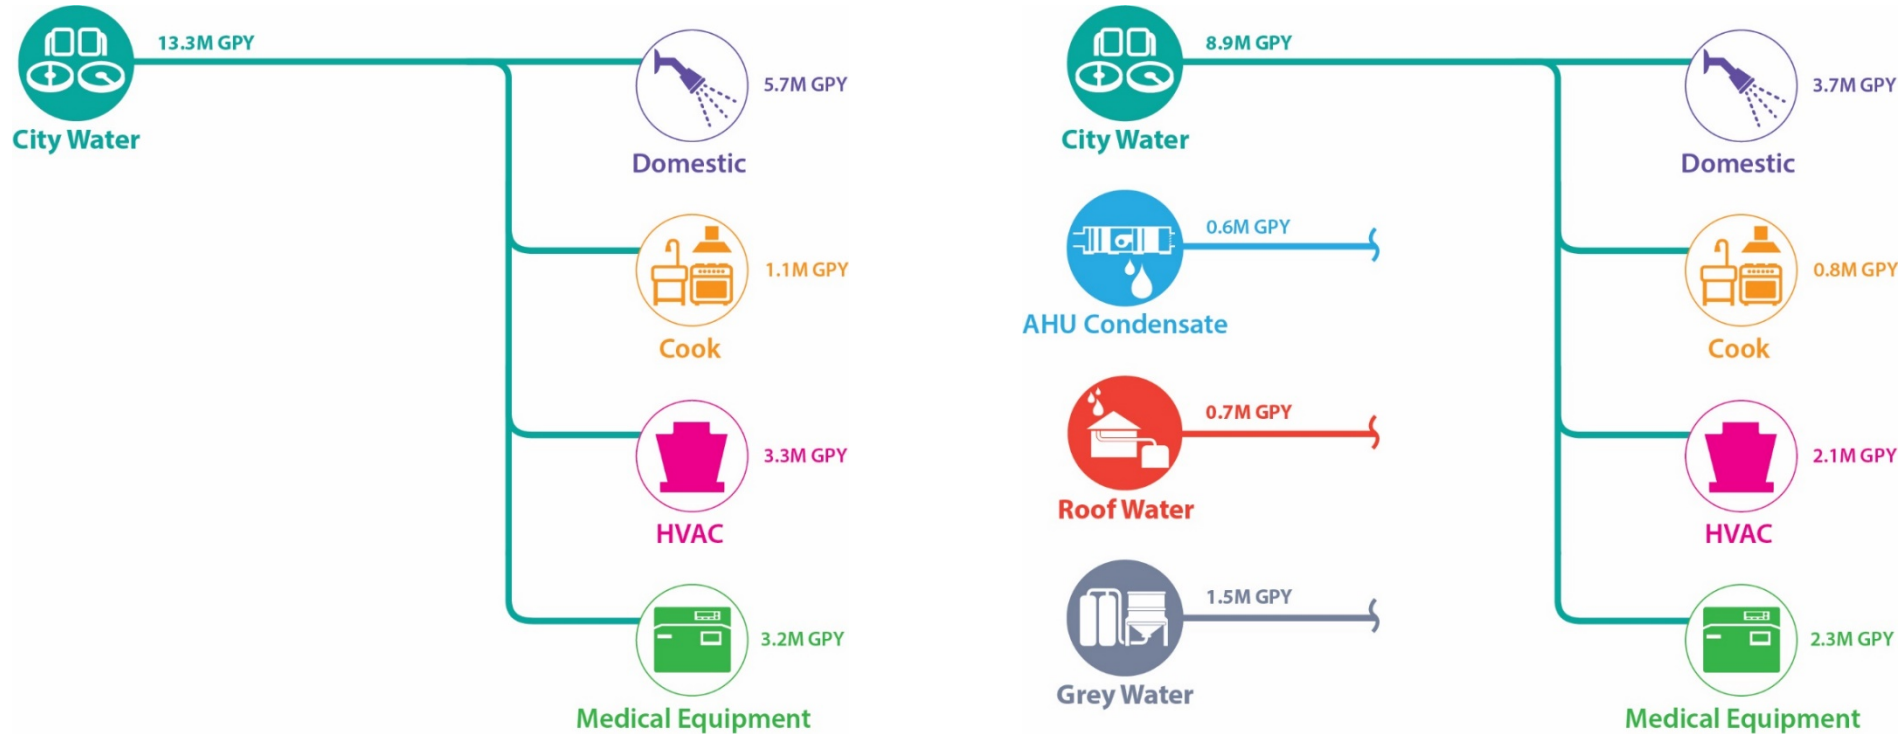 13.3M GPY
City Water
5.7M GPY
Domestic
1.1M GPY
Cook
3.3M GPY
HVAC
3.2M GPY
Medical Equipment
8.9M GPY
City Water
0.6M GPY
AHU Condensate
0.7M GPY
Roof Water
1.5M GPY
Grey Water
3.7M GPY
Domestic
0.8M GPY
Cook
2.1M GPY
HVAC
2.3M GPY
Medical Equipment